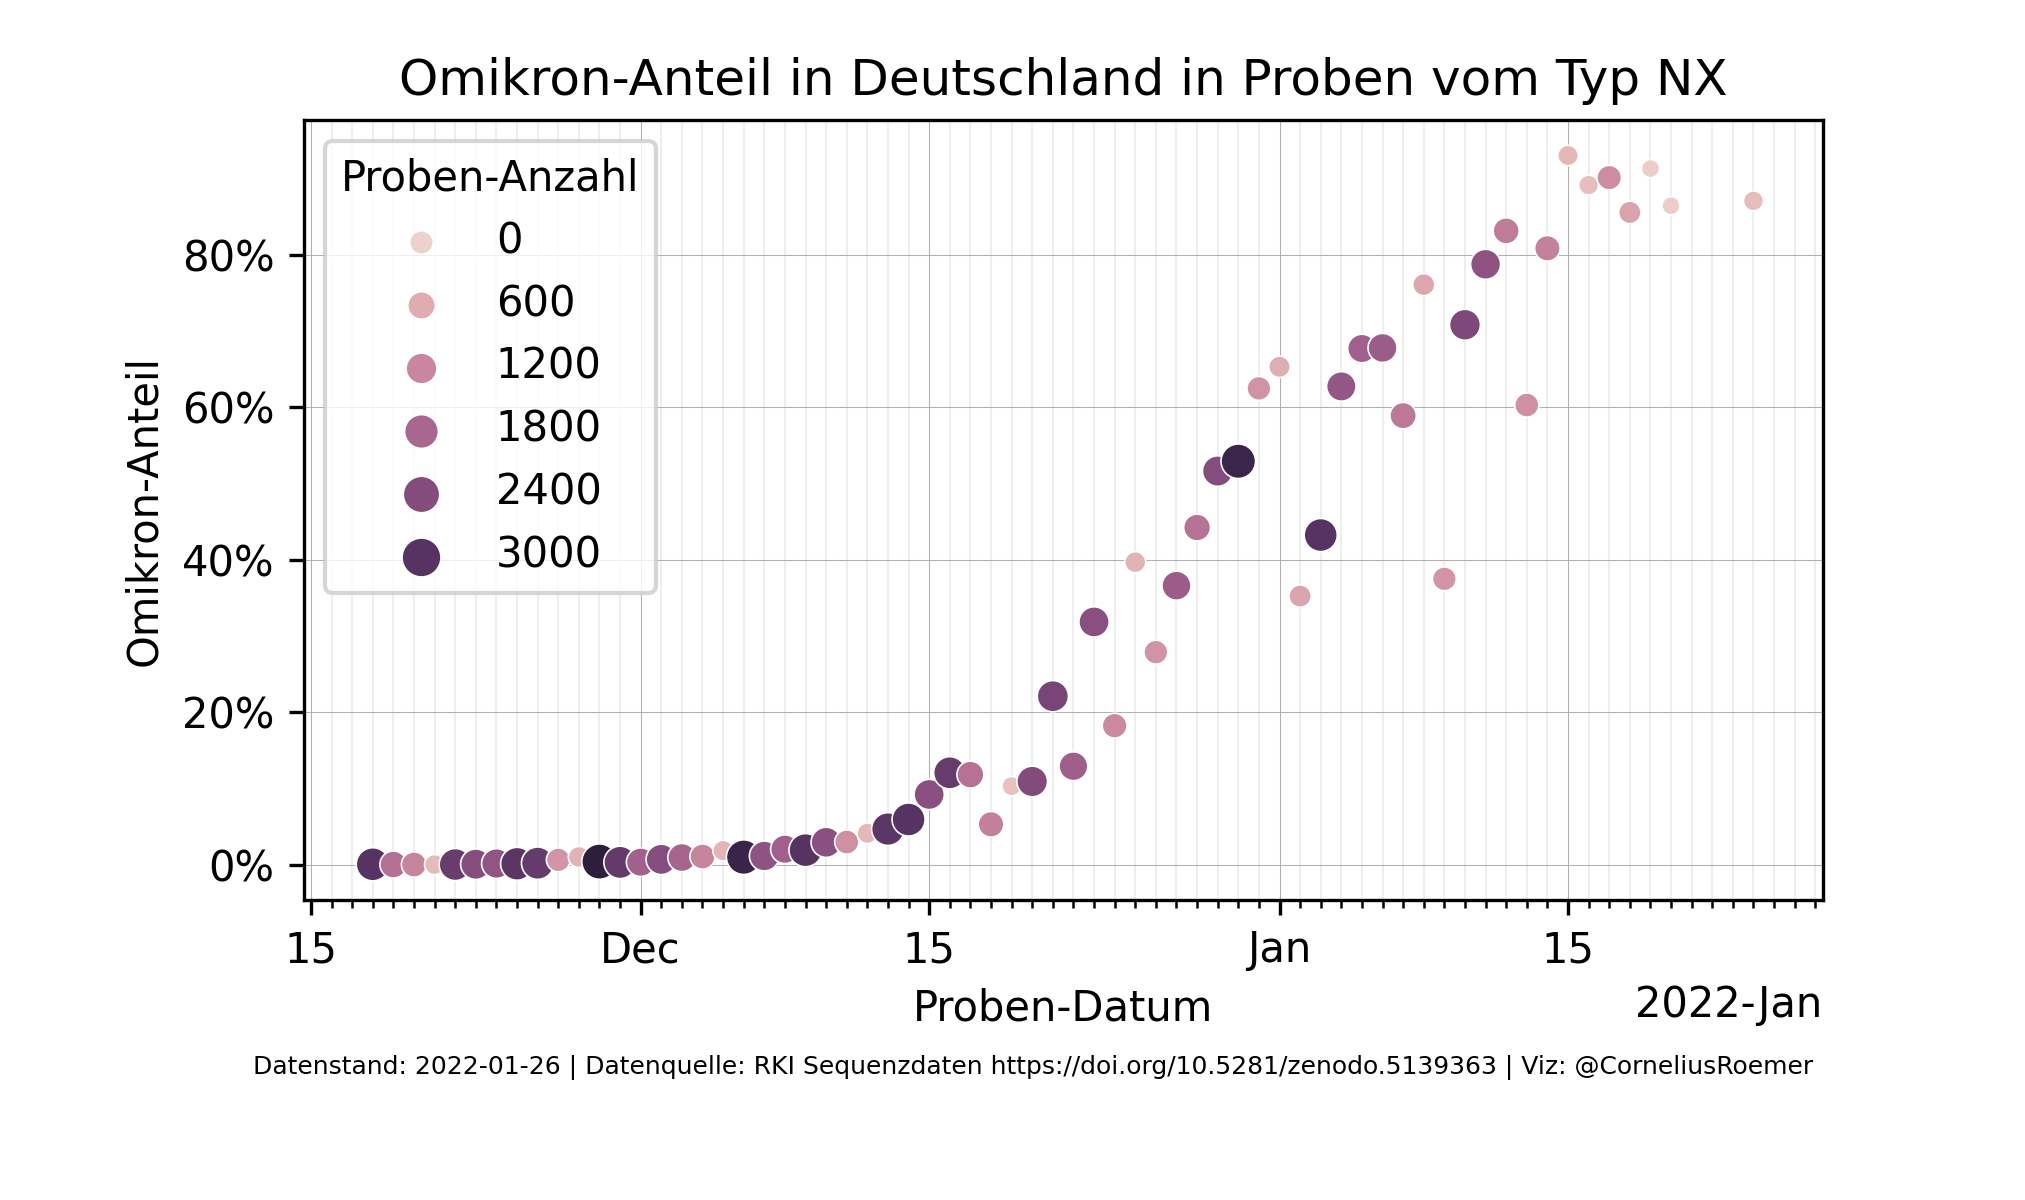 Omikron-Anteil in Deutschland in Proben vom Typ NX
Proben-Anzahl
0
600
1200
1800
2400
3000
Omikron-Anteil
80%
60%
40%
20%
0%
15 Dec 15 Jan 15
Proben-Datum
2022-Jan
Datenstand: 2022-01-26 | Datenquelle: RKI Sequenzdaten https://doi.org/10.5281/zenodo.5139363 | Viz: @CorneliusRoemer